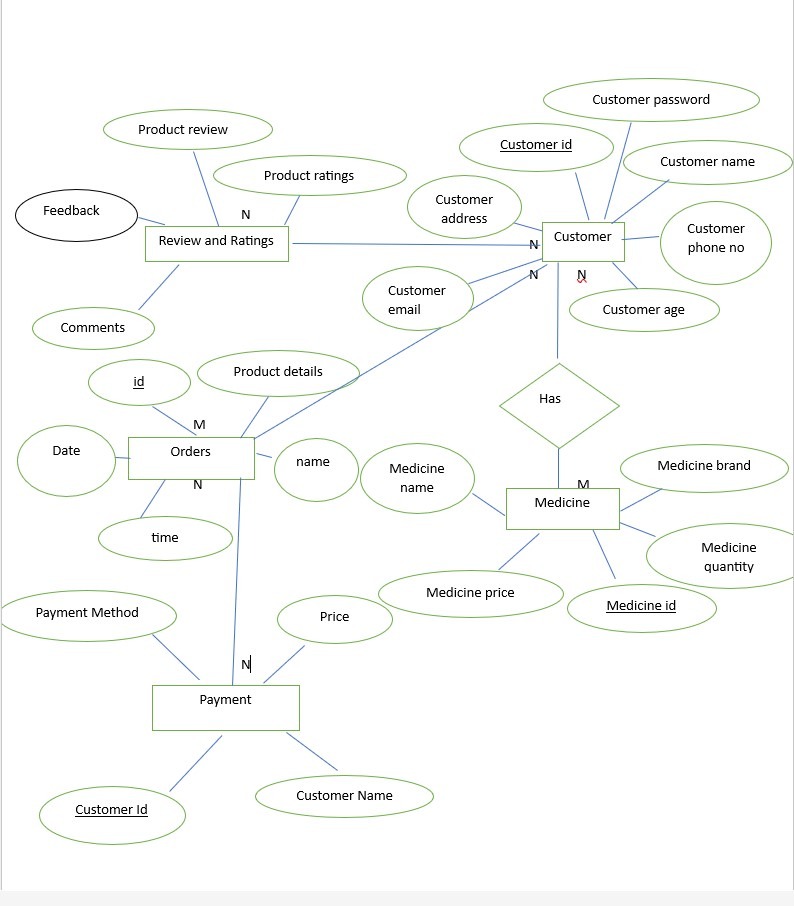 Customer password
Product review
Customer id
Customer name
Product ratings
Feedback
N
Customer
address
Customer
phone no
Review and Ratings
Customer
N
N
N
Customer
email
Customer age
Comments
id
Product details
Has
M
Orders
Date
name
Medicine
name
Medicine brand
N
M
Medicine
time
Medicine
quantity
Medicine price
Medicine id
Payment Method
Price
N
Payment
Customer Id
Customer Name